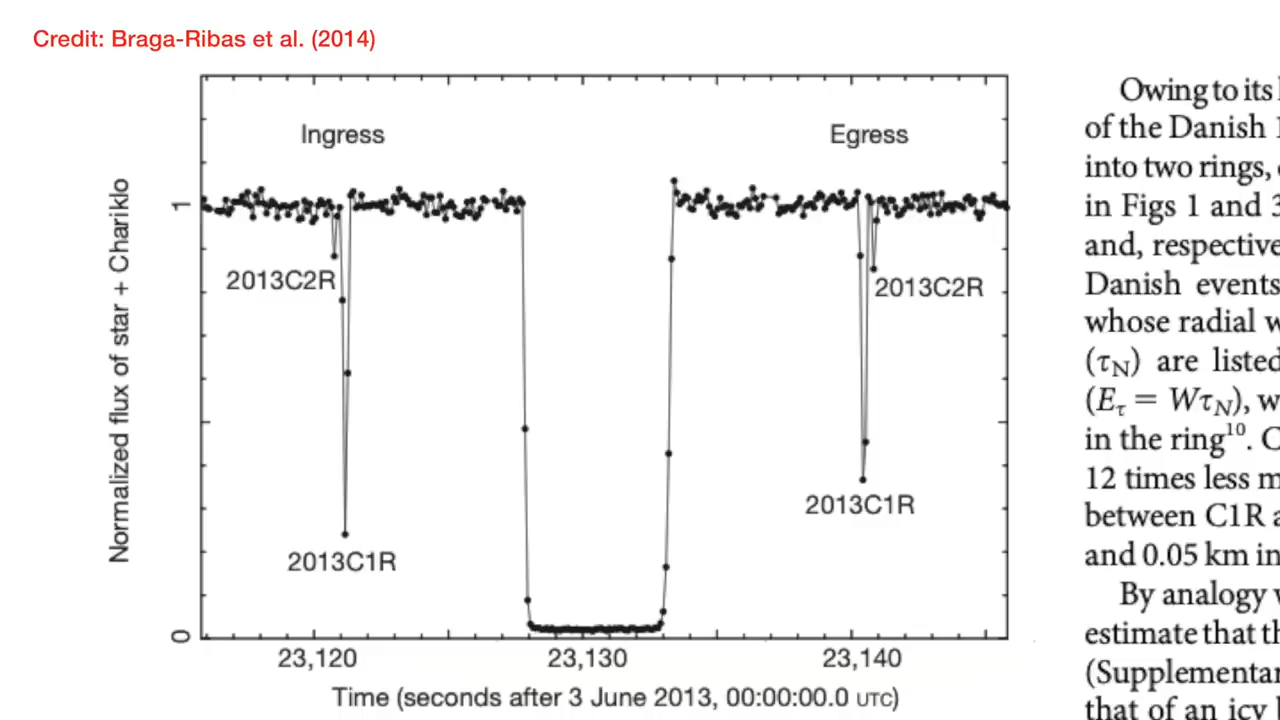 Credit: Braga-Ribas et al. (2014)
Ingress
Egress
Normalized flux of star + Chariklo
1
0
2013C2R
2013C1R
2013C2R
2013C1R
23,120
23,130
23,140
Time (seconds after 3 June 2013, 00:00:00.0 UTC)
Owing to its
of the Danish
into two rings,
in Figs 1 and 3
and, respective
Danish events
whose radial
(τN) are listed
(Eτ = WτN), w
in the ring10. C
12 times less m
between C1R a
and 0.05 km in
By analogy
estimate that th
(Supplementar
that of an icy